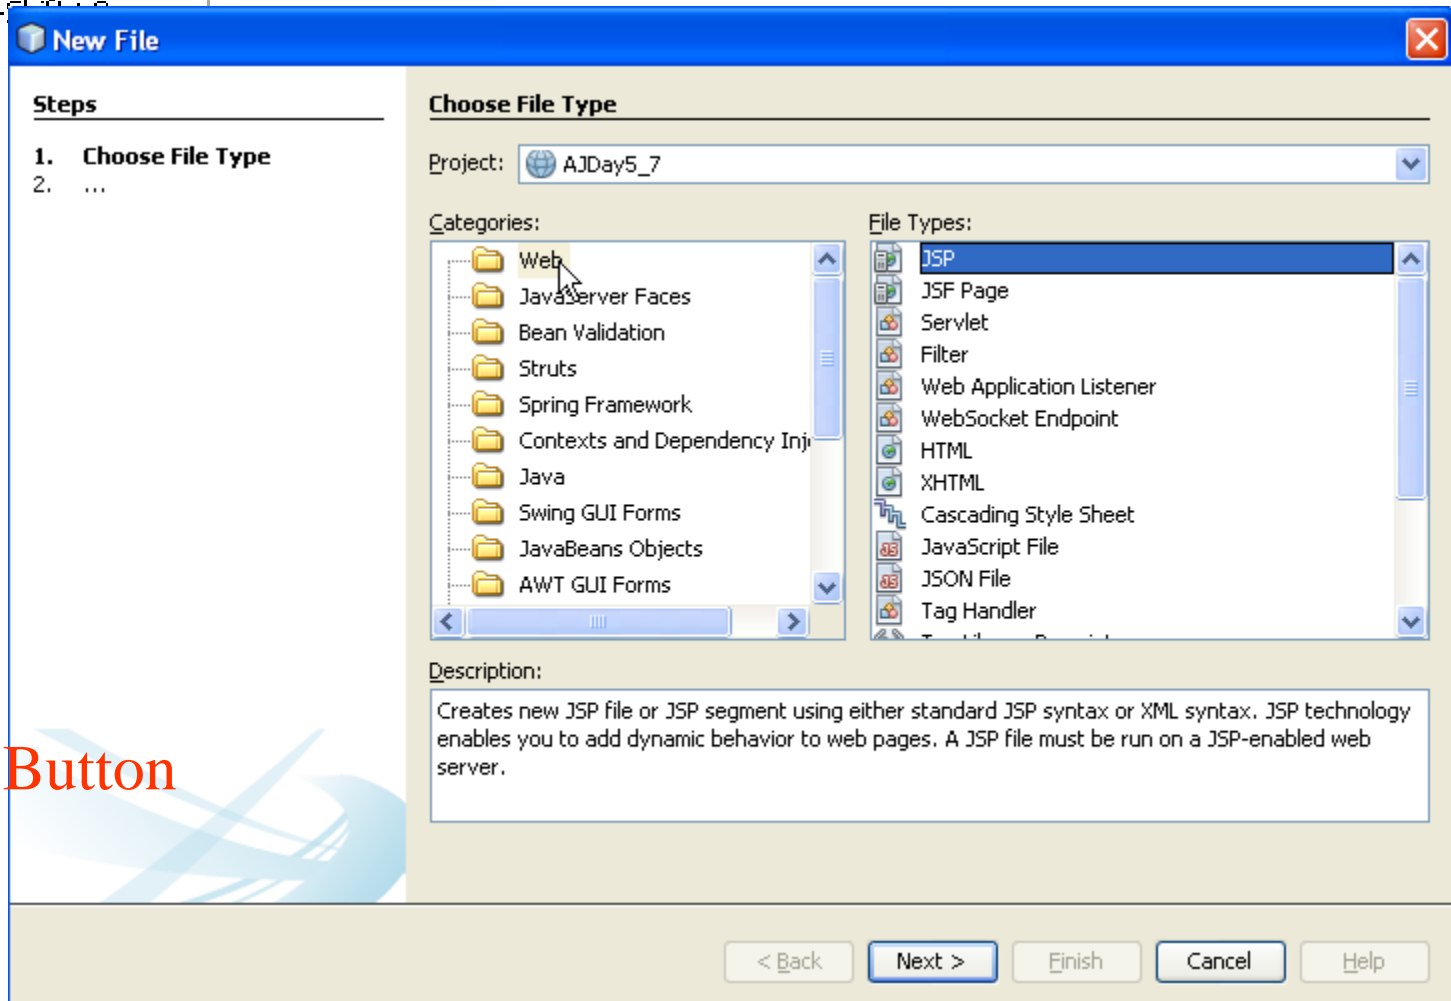 New File
Steps
1. Choose File Type
2. ...
Choose File Type
Project: AJDay5_7
Categories:
Web
JavaServer Faces
Bean Validation
Struts
Spring Framework
Contexts and Dependency Inj
Java
Swing GUI Forms
JavaBeans Objects
AWT GUI Forms
File Types:
JSP
JSF Page
Servlet
Filter
Web Application Listener
WebSocket Endpoint
HTML
XHTML
Cascading Style Sheet
JavaScript File
JSON File
Tag Handler
Description:
Creates new JSP file or JSP segment using either standard JSP syntax or XML syntax. JSP technology
enables you to add dynamic behavior to web pages. A JSP file must be run on a JSP-enabled web
server.
Button
< Back Next > Finish Cancel Help